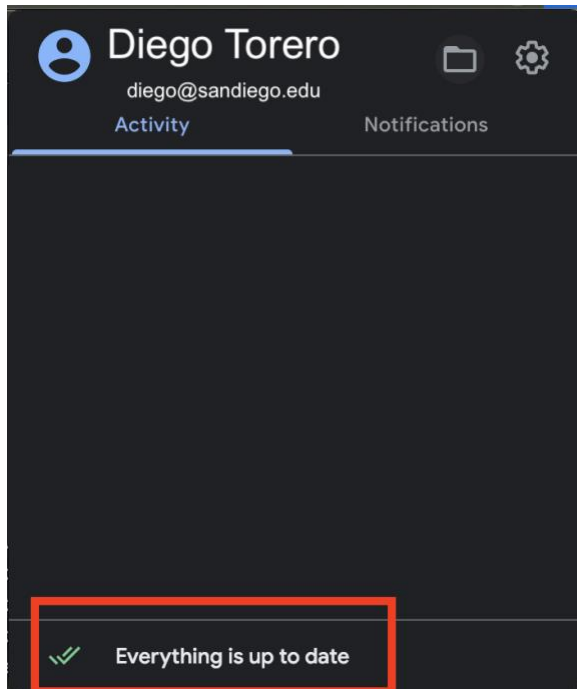 Diego Torero
diego@sandiego.edu
Activity Notifications
Everything is up to date